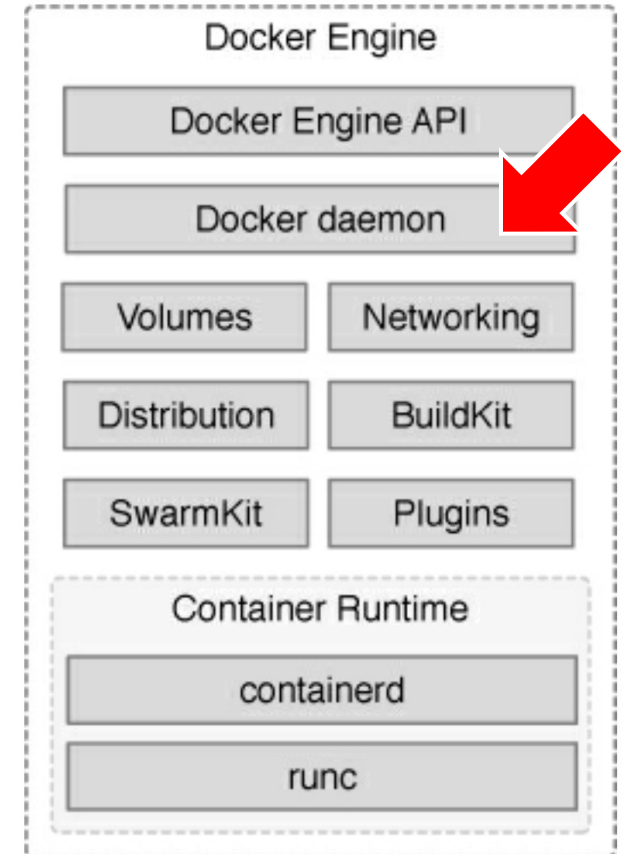 Docker Engine
Docker Engine API
Docker daemon
Volumes
Networking
Distribution
BuildKit
SwarmKit
Plugins
Container Runtime
containerd
runc